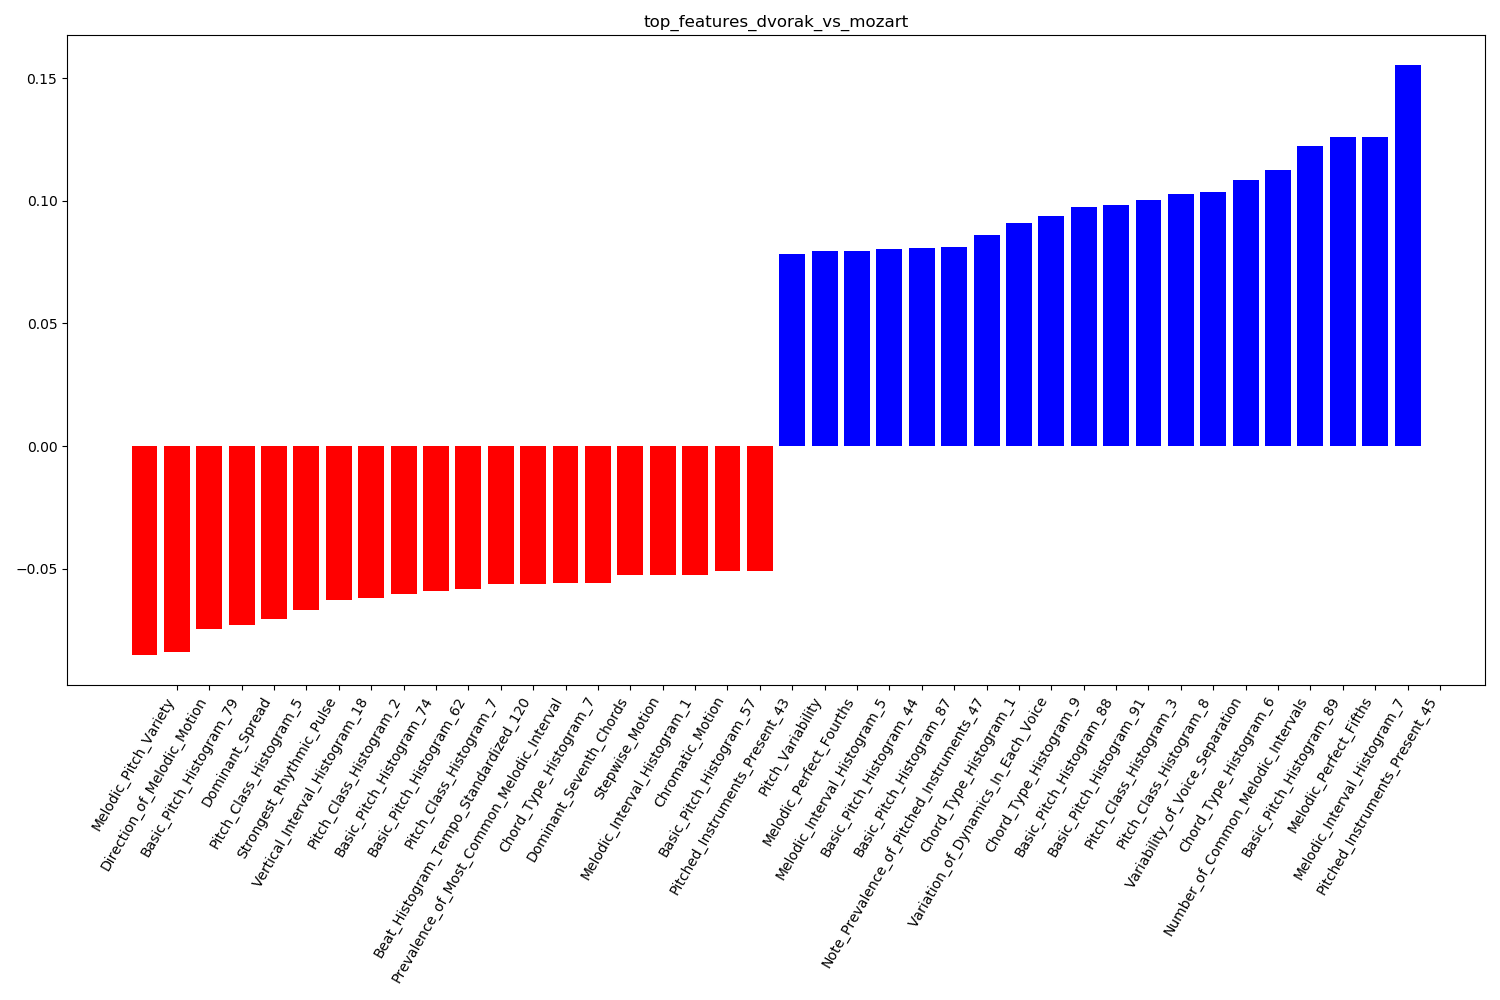 top_features_dvorak_vs_mozart
0.15
0.10
0.05
0.00
−0.05
Melodic_Pitch_Variety
Direction_of_Melodic_Motion
Basic_Pitch_Histogram_79
Dominant_Spread
Pitch_Class_Histogram_5
Strongest_Rhythmic_Pulse
Vertical_Interval_Histogram_18
Pitch_Class_Histogram_2
Basic_Pitch_Histogram_74
Basic_Pitch_Histogram_62
Pitch_Class_Histogram_7
Beat_Histogram_Tempo_Standardized_120
Prevalence_of_Most_Common_Melodic_Interval
Chord_Type_Histogram_7
Dominant_Seventh_Chords
Stepwise_Motion
Melodic_Interval_Histogram_1
Chromatic_Motion
Basic_Pitch_Histogram_57
Pitched_Instruments_Present_43
Pitch_Variability
Melodic_Perfect_Fourths
Melodic_Interval_Histogram_5
Basic_Pitch_Histogram_44
Basic_Pitch_Histogram_87
Note_Prevalence_of_Pitched_Instruments_47
Chord_Type_Histogram_1
Variation_of_Dynamics_In_Each_Voice
Chord_Type_Histogram_9
Basic_Pitch_Histogram_88
Basic_Pitch_Histogram_91
Pitch_Class_Histogram_3
Pitch_Class_Histogram_8
Variability_of_Voice_Separation
Chord_Type_Histogram_6
Number_of_Common_Melodic_Intervals
Basic_Pitch_Histogram_89
Melodic_Perfect_Fifths
Melodic_Interval_Histogram_7
Pitched_Instruments_Present_45